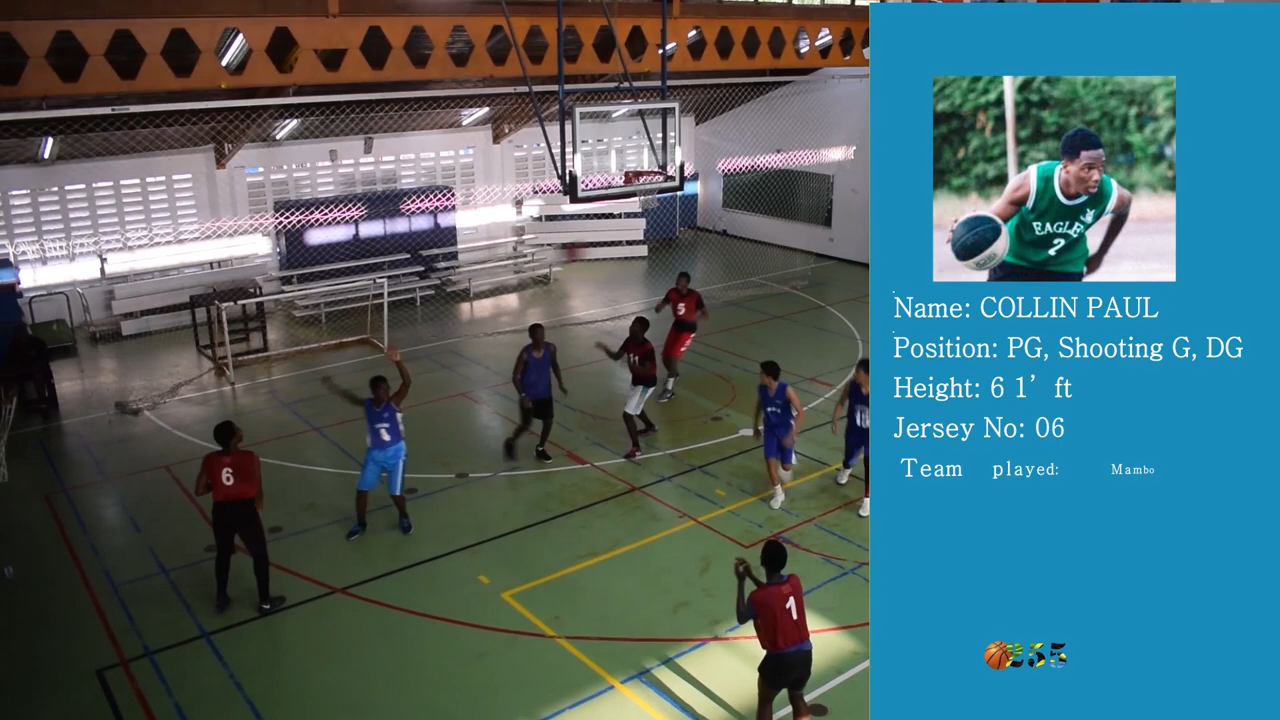 EAGLE
2
Name: COLLIN PAUL
Position: PG, Shooting G, DG
Height: 6 1’ ft
Jersey No: 06
Team played: Mambo
255
5
11
6
1